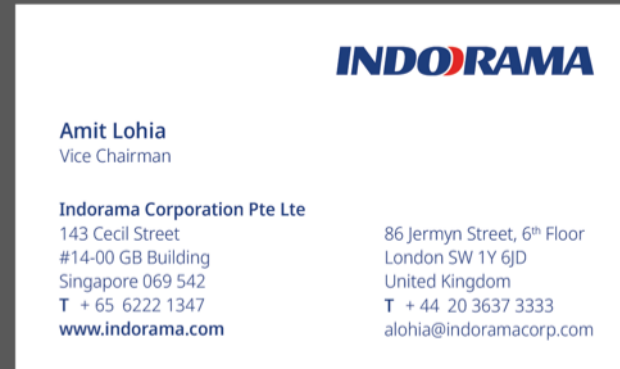 INDORAMA
Amit Lohia
Vice Chairman
Indorama Corporation Pte Lte
143 Cecil Street
#14-00 GB Building
Singapore 069 542
T + 65 6222 1347
www.indorama.com
86 Jermyn Street, 6th Floor
London SW 1Y 6JD
United Kingdom
T + 44 20 3637 3333
alohia@indoramacorp.com